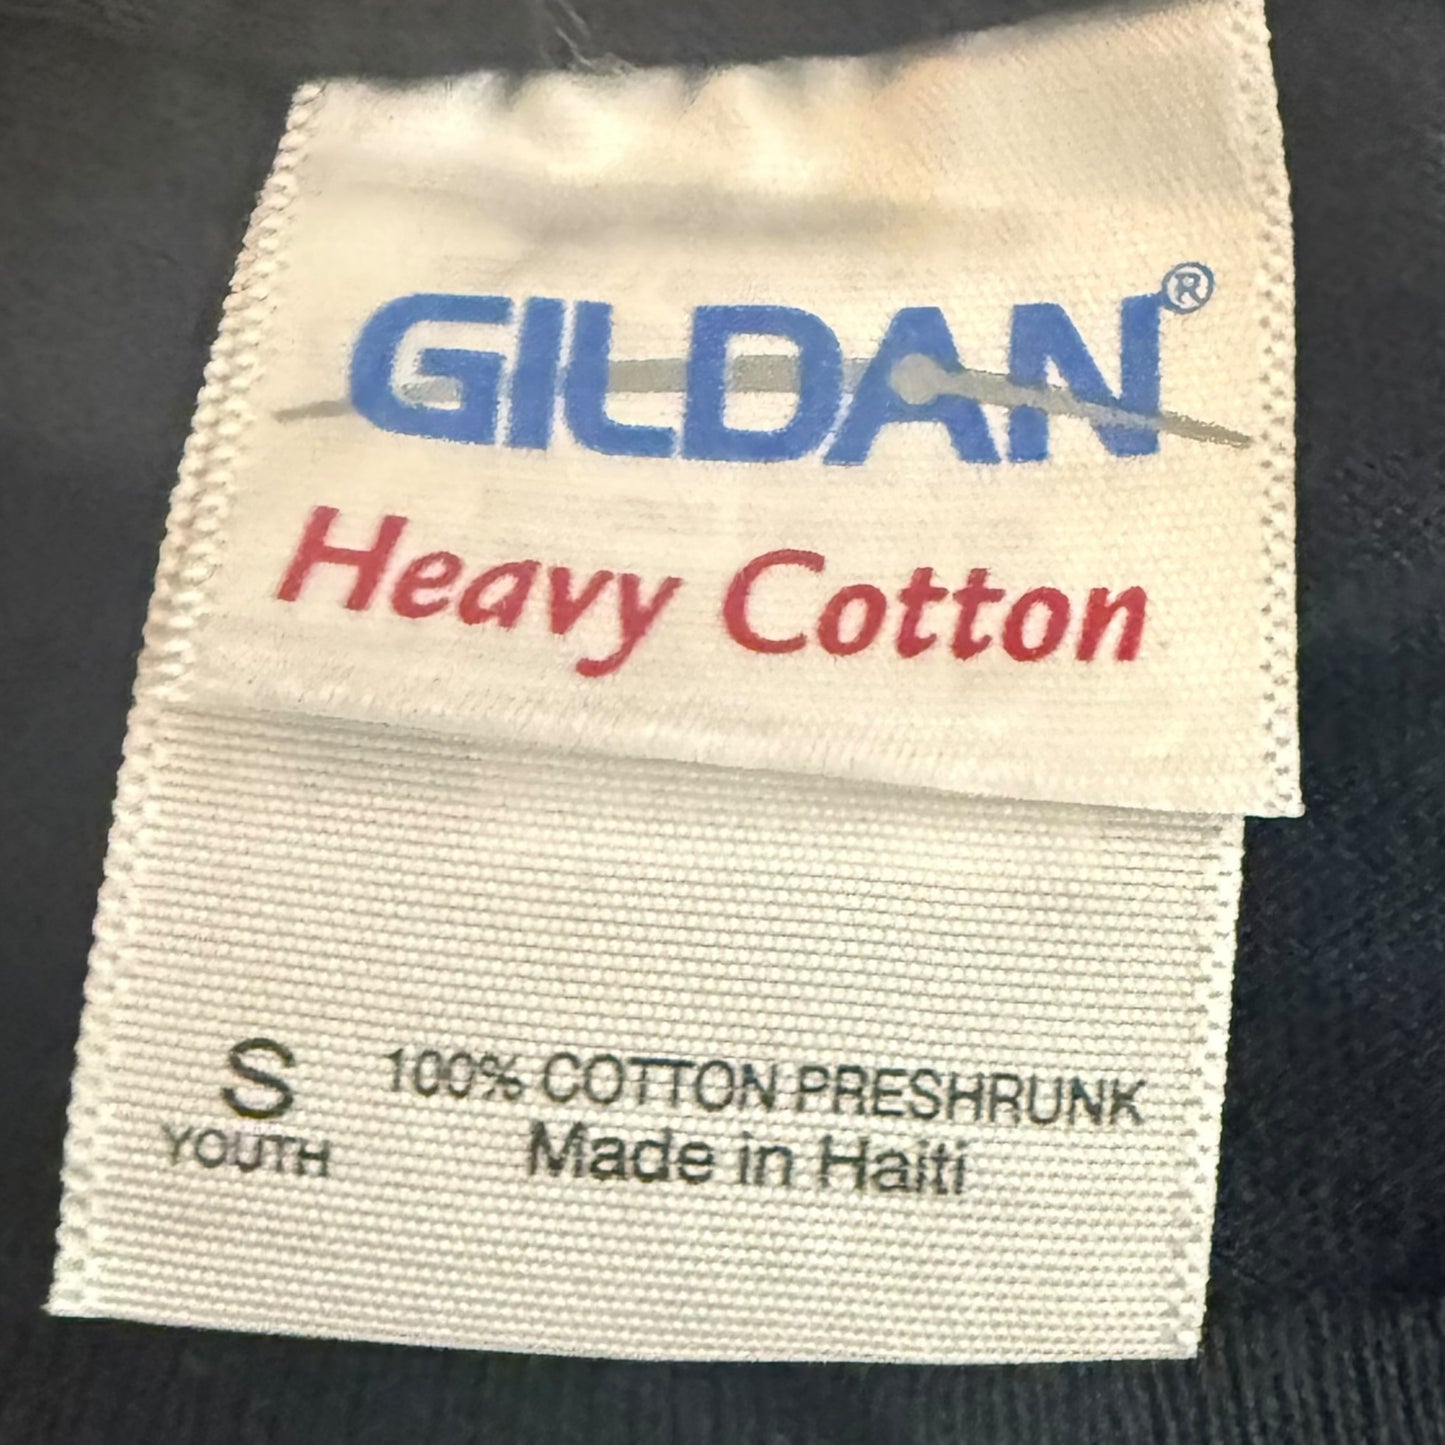 GILDAN®
Heavy Cotton
S
YOUTH
100% COTTON PRESHRUNK
Made in Haiti